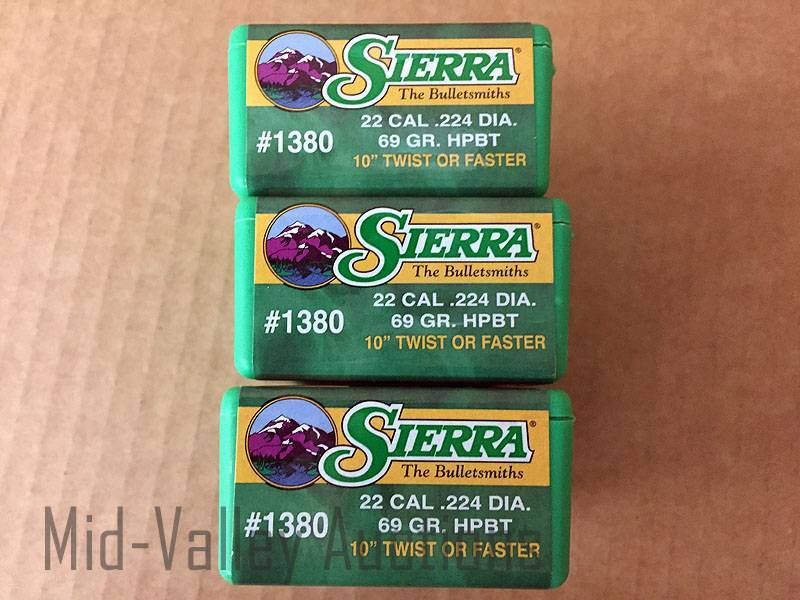 SIERRA®
The Bulletsmiths
#1380
22 CAL .224 DIA.
69 GR. HPBT
10" TWIST OR FASTER
SIERRA®
The Bulletsmiths
#1380
22 CAL .224 DIA.
69 GR. HPBT
10" TWIST OR FASTER
SIERRA®
The Bulletsmiths
#1380
22 CAL .224 DIA.
69 GR. HPBT
10" TWIST OR FASTER
Mid-Valley Auctions